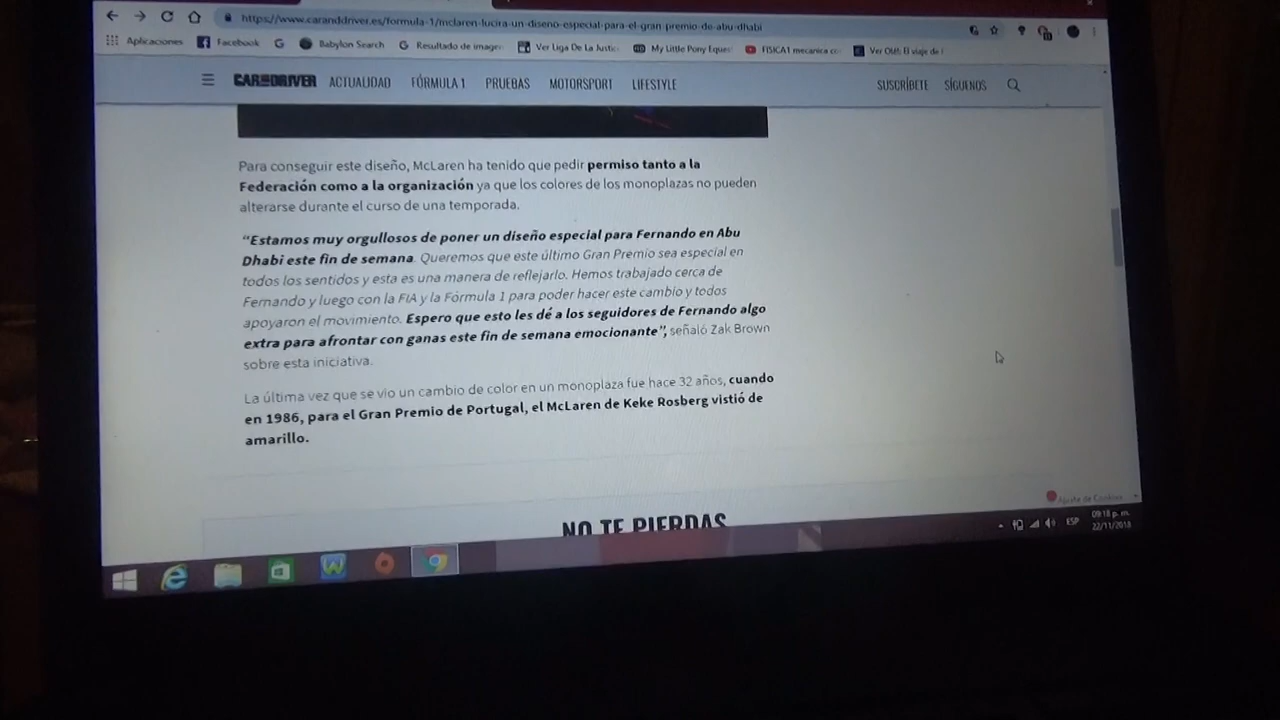 https://www.caranddriver.es/formula-1/mclaren-lucira-un-diseno-especial-para-el-gran-premio-de-abu-dhabi
Aplicaciones Facebook Babylon Search Resultado de imagen Ver Liga De La Justic My Little Pony Eques FISICA1 mecanica co
CAR AND DRIVER ACTUALIDAD FÓRMULA 1 PRUEBAS MOTORSPORT LIFESTYLE SUSCRÍBETE SÍGUENOS
Para conseguir este diseño, McLaren ha tenido que pedir permiso tanto a la
Federación como a la organización ya que los colores de los monoplazas no pueden
alterarse durante el curso de una temporada.
“Estamos muy orgullosos de poner un diseño especial para Fernando en Abu
Dhabi este fin de semana. Queremos que este último Gran Premio sea especial en
todos los sentidos y esta es una manera de reflejarlo. Hemos trabajado cerca de
Fernando y luego con la FIA y la Fórmula 1 para poder hacer este cambio y todos
apoyaron el movimiento. Espero que esto les dé a los seguidores de Fernando algo
extra para afrontar con ganas este fin de semana emocionante”, señaló Zak Brown
sobre esta iniciativa.
La última vez que se vio un cambio de color en un monoplaza fue hace 32 años, cuando
en 1986, para el Gran Premio de Portugal, el McLaren de Keke Rosberg vistió de
amarillo.
Ajuste de Cookies
NO TE PIERDAS
ESP
09:18 p. m.
22/11/2018